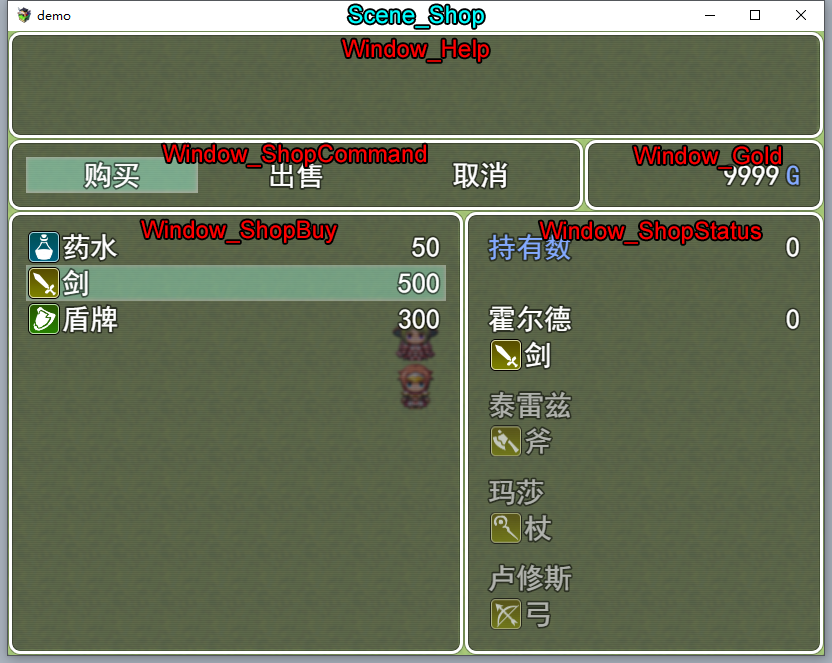 demo
Scene_Shop
Window_Help
Window_ShopCommand
Window_Gold
购买 出售 取消
9999 G
Window_ShopBuy
Window_ShopStatus
药水 50
剑 500
盾牌 300
持有数 0
霍尔德 0
剑
泰雷兹
斧
玛莎
杖
卢修斯
弓